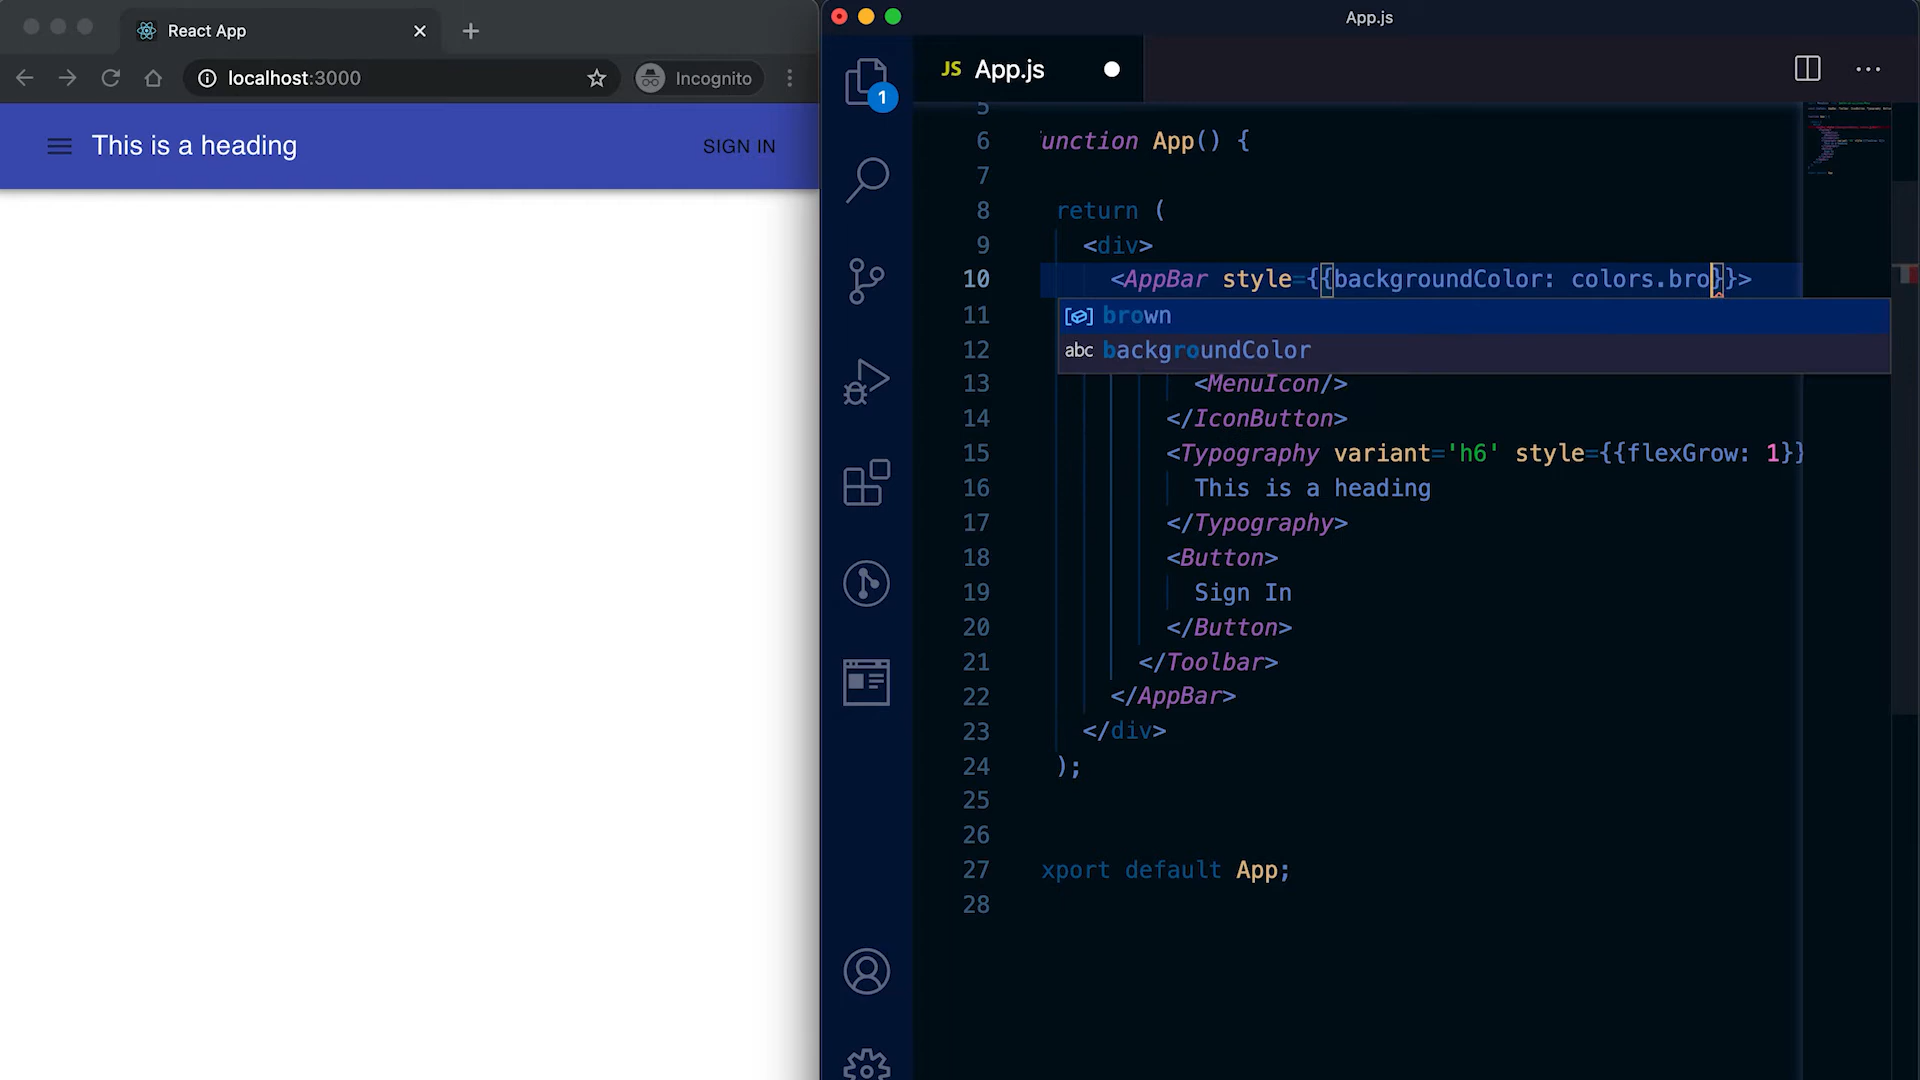 React App
localhost:3000
Incognito
This is a heading
SIGN IN
App.js
1
JS App.js
5
6 unction App() {
7
8 return (
9 <div>
10 <AppBar style={{backgroundColor: colors.bro}}>
11
brown
12
abc backgroundColor
13 <MenuIcon/>
14 </IconButton>
15 <Typography variant='h6' style={{flexGrow: 1}}
16 This is a heading
17 </Typography>
18 <Button>
19 Sign In
20 </Button>
21 </Toolbar>
22 </AppBar>
23 </div>
24 );
25
26
27 xport default App;
28